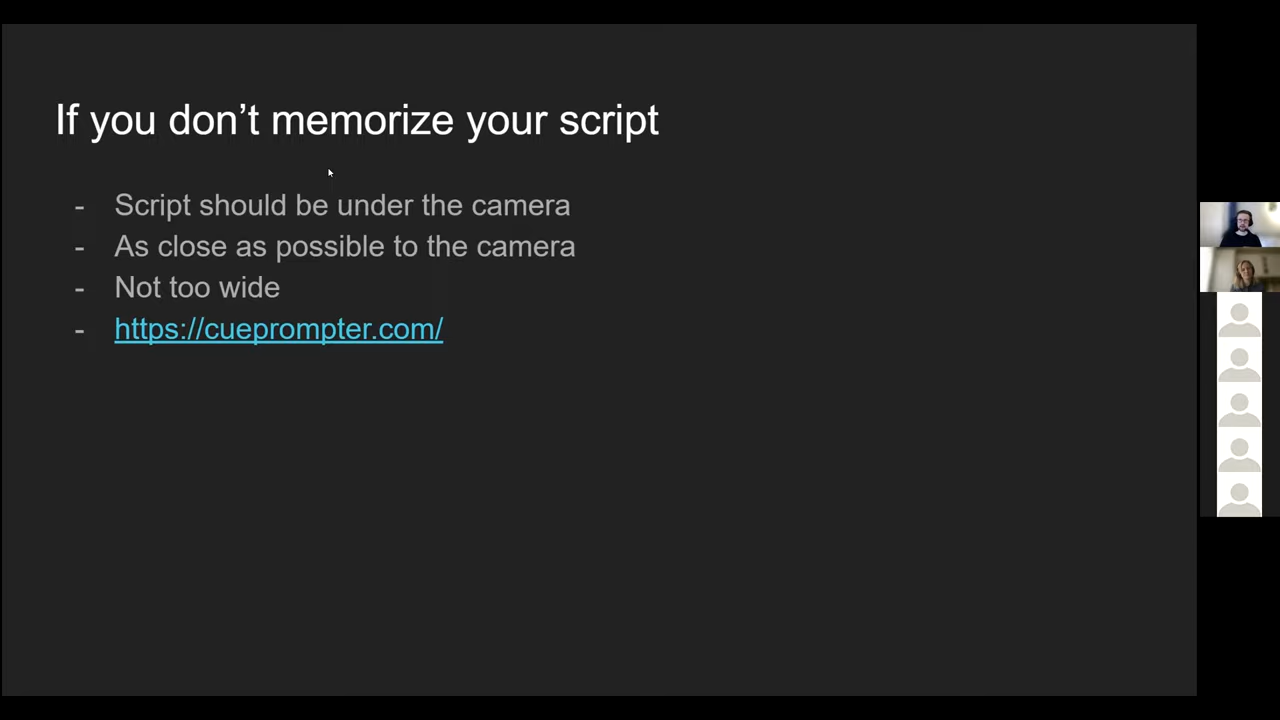 If you don’t memorize your script
- Script should be under the camera
- As close as possible to the camera
- Not too wide
- https://cueprompter.com/